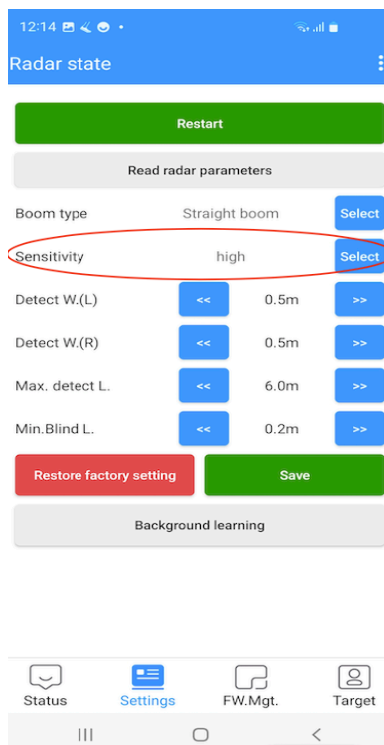 12:14
Radar state
Restart
Read radar parameters
Boom type Straight boom Select
Sensitivity high Select
Detect W.(L) << 0.5m >>
Detect W.(R) << 0.5m >>
Max. detect L. << 6.0m >>
Min.Blind L. << 0.2m >>
Restore factory setting Save
Background learning
Status Settings FW.Mgt. Target